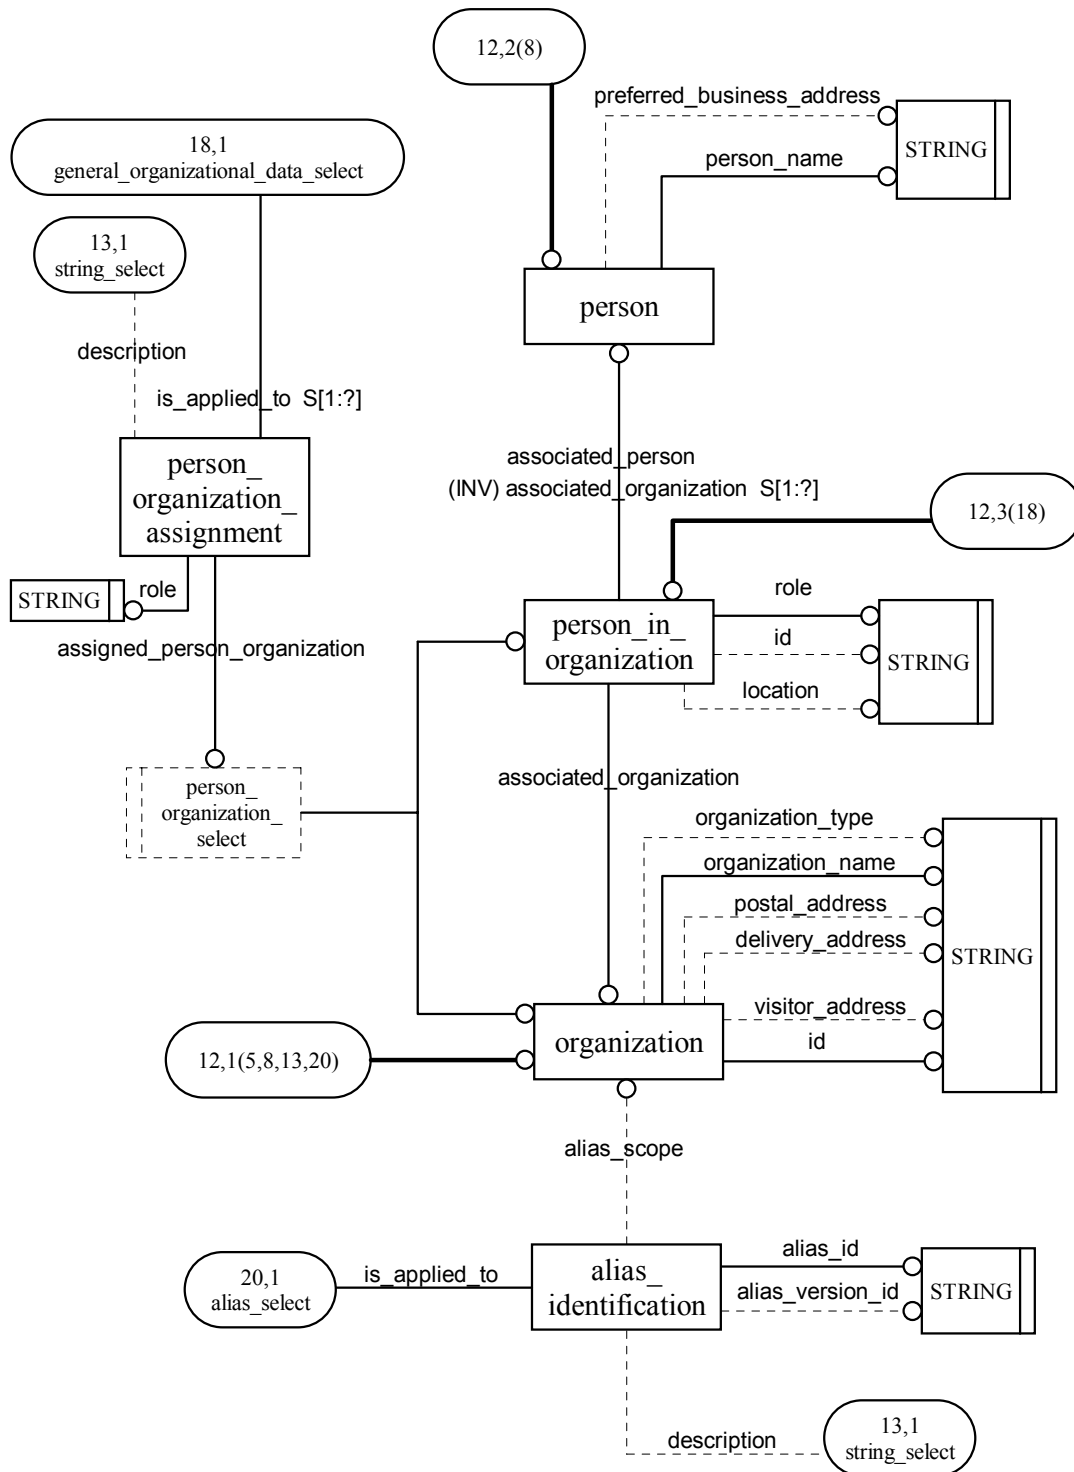 12,2(8)
preferred_business_address
STRING
person_name
18,1
general_organizational_data_select
13,1
string_select
person
description
is_applied_to S[1:?]
person_
organization_
assignment
associated_person
(INV) associated_organization S[1:?]
12,3(18)
STRING
role
assigned_person_organization
person_in_
organization
role
id
location
STRING
person_
organization_
select
associated_organization
organization_type
organization_name
postal_address
delivery_address
visitor_address
id
STRING
12,1(5,8,13,20)
organization
alias_scope
20,1
alias_select
is_applied_to
alias_
identification
alias_id
alias_version_id
STRING
description
13,1
string_select